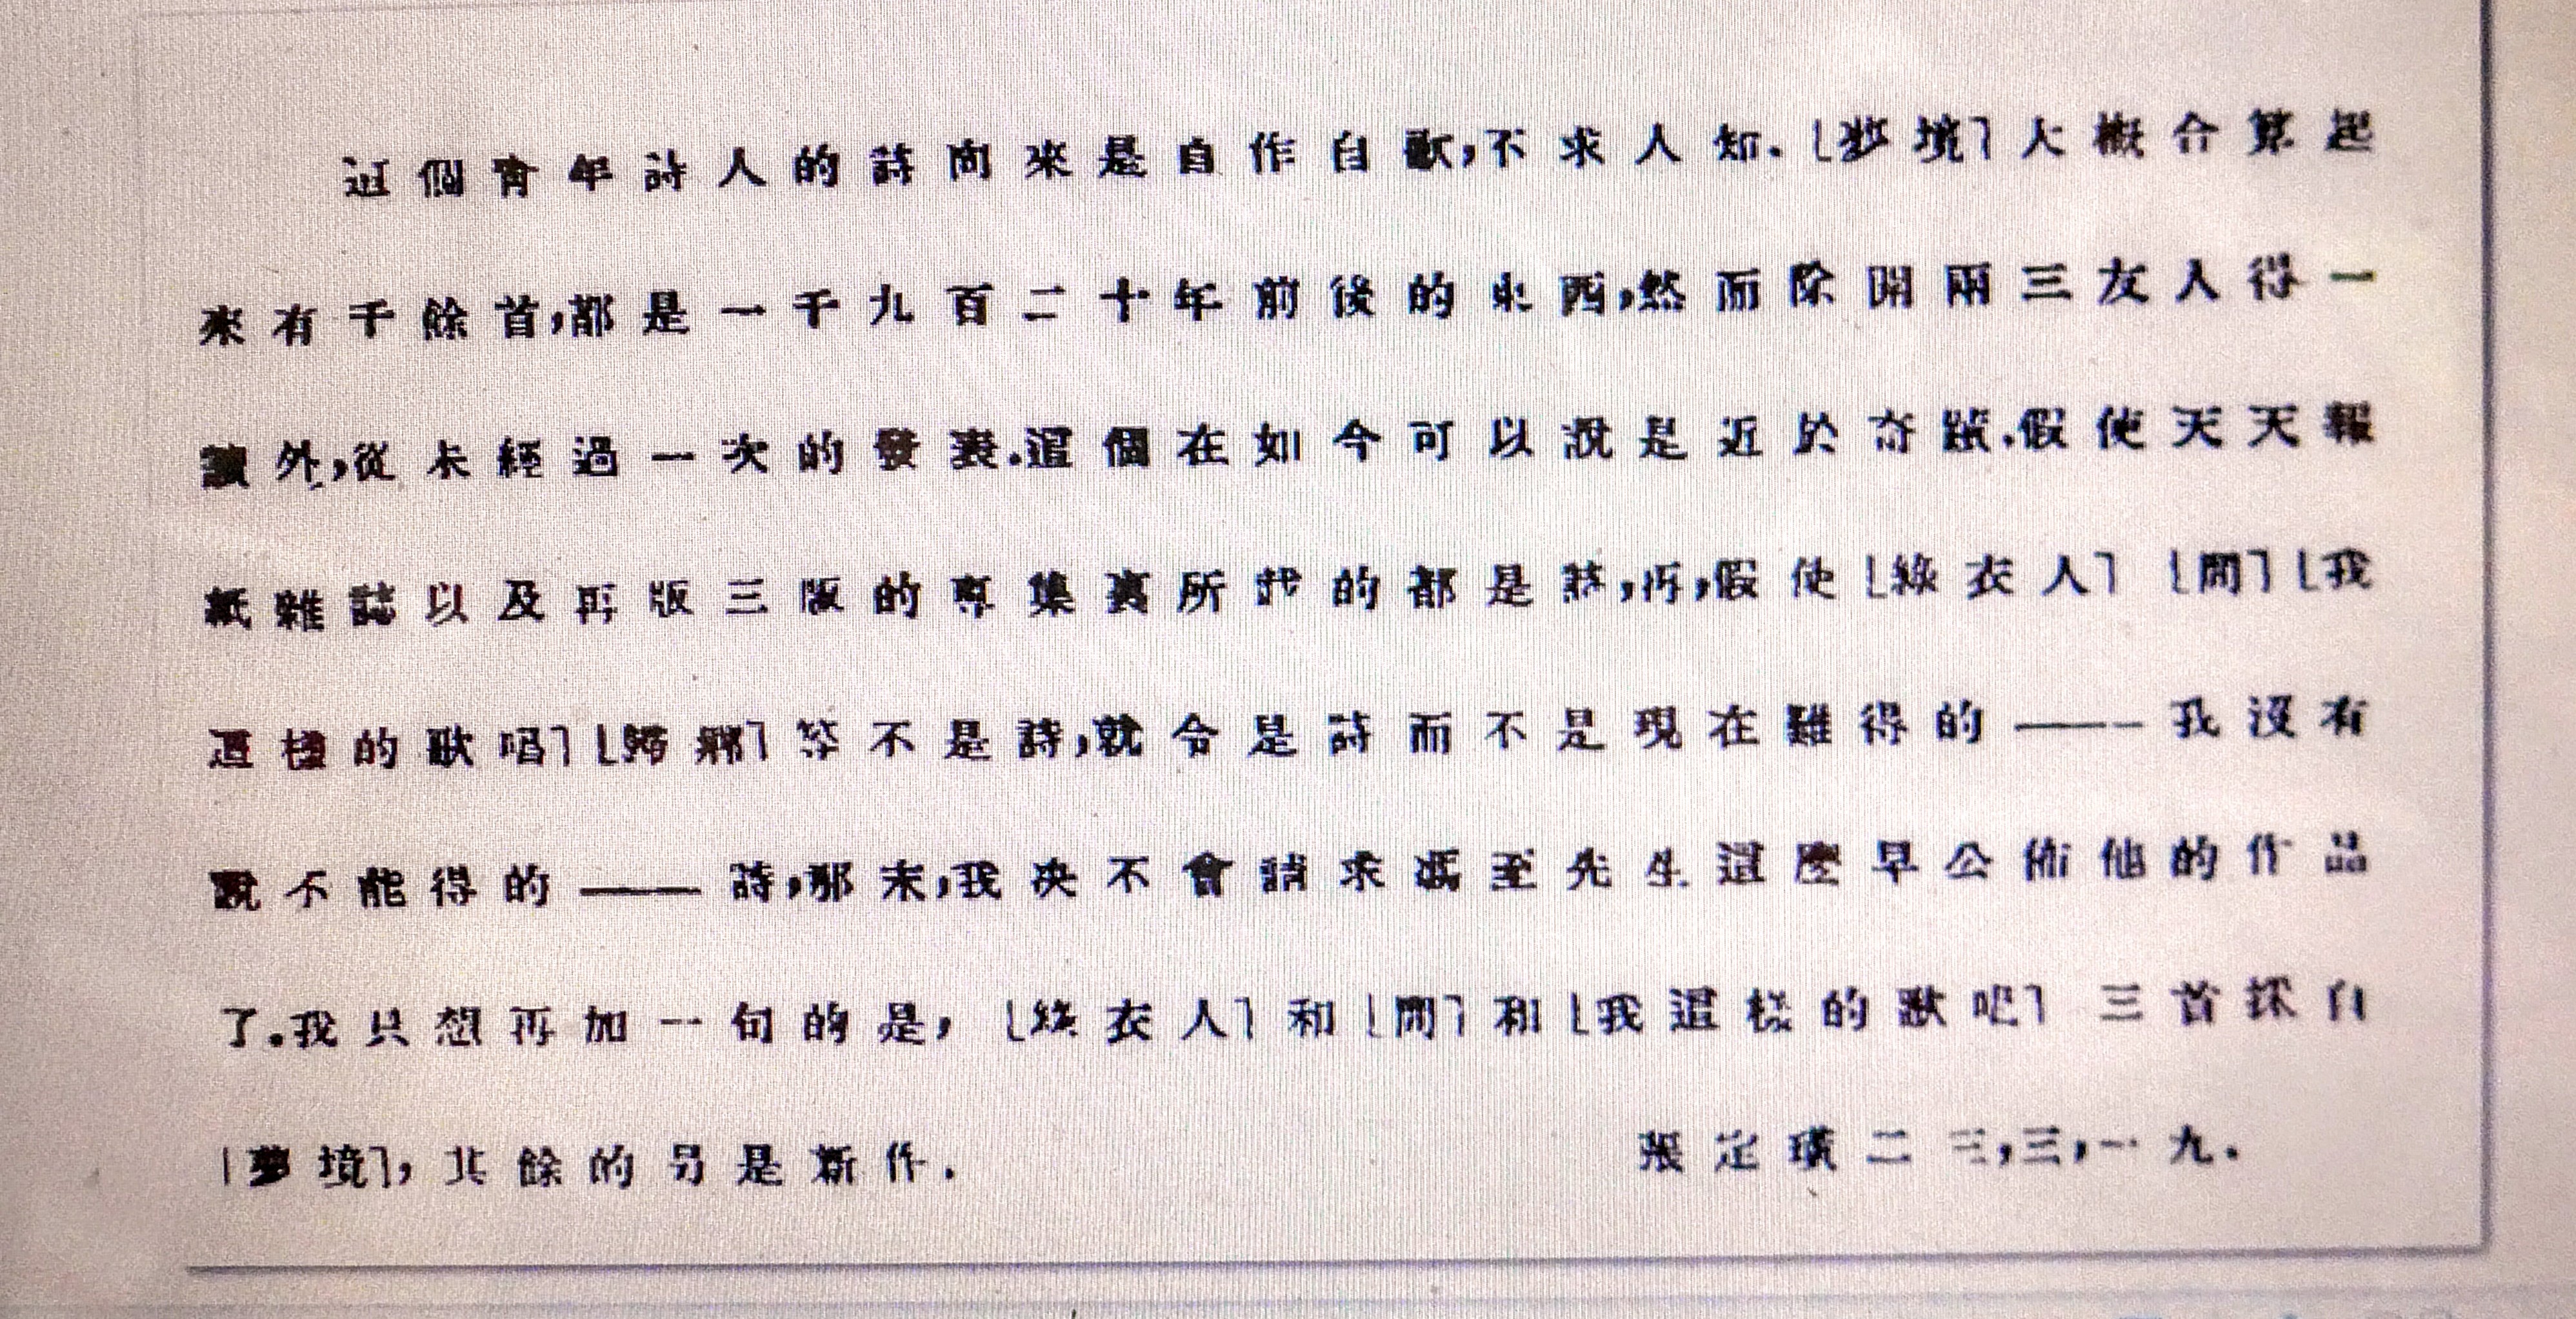 這個青年詩人的詩向來是自作自歌,不求人知.「夢境」大概合算起
來有千餘首,都是一千九百二十年前後的東西,然而除開兩三友人得一
讀外,從未經過一次的發表.這個在如今可以說是近於奇蹟.假使天天報
紙雜誌以及再版三版的專集裏所 的都是詩,再,假使「綠衣人」「問」「我
這樣的歌唱」「歸 」等不是詩,就令是詩而不是現在難得的——我沒有
說不能得的——詩,那末,我決不會請求馮至先生這麼早公佈他的作品
了.我只想再加一句的是,「綠衣人」和「問」和「我這樣的歌吧」三首採自
「夢境」,其餘的另是新作. 張定璜二三,三,一九.